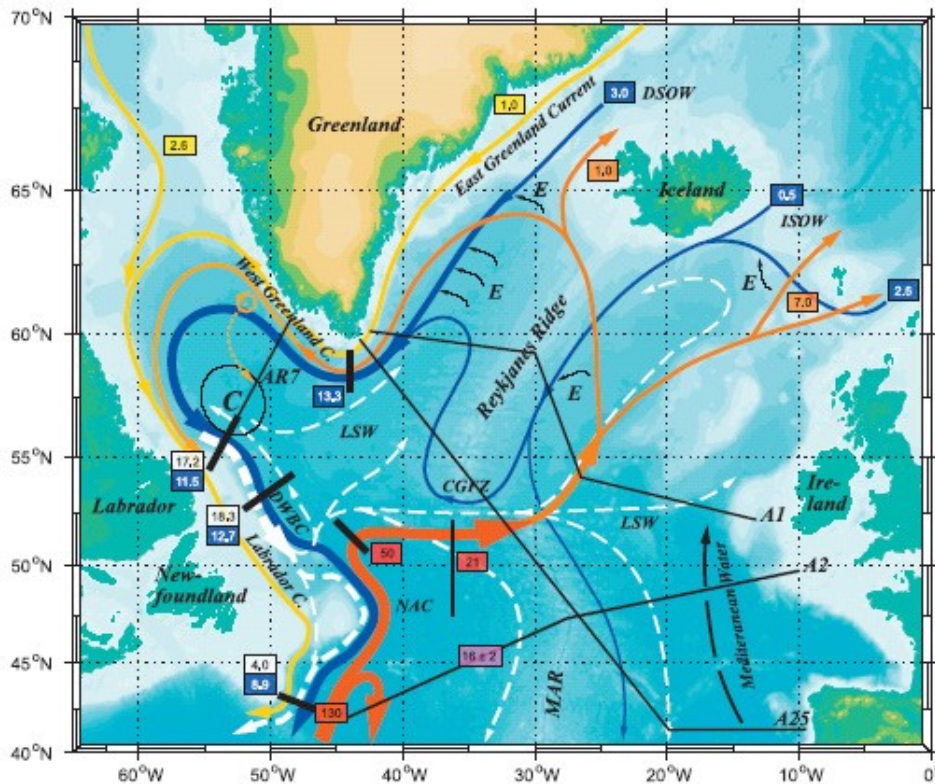 70°N
65°N
60°N
55°N
50°N
45°N
40°N
60°W
50°W
40°W
30°W
20°W
10°W
0
3.0
DSOW
1.0
2.6
Greenland
East Greenland Current
E
1.0
Iceland
0.5
ISOW
E
West Greenland C.
Reykjanes Ridge
E
7.0
2.5
13.3
AR7
C
LSW
E
17.2
11.5
Labrador
18.3
12.7
DWBC
CGFZ
LSW
Ire-
land
A1
Labrador C.
50
21
A2
New-
foundland
NAC
Mediteranean Water
4.0
8.9
16 ± 2
MAR
130
A25